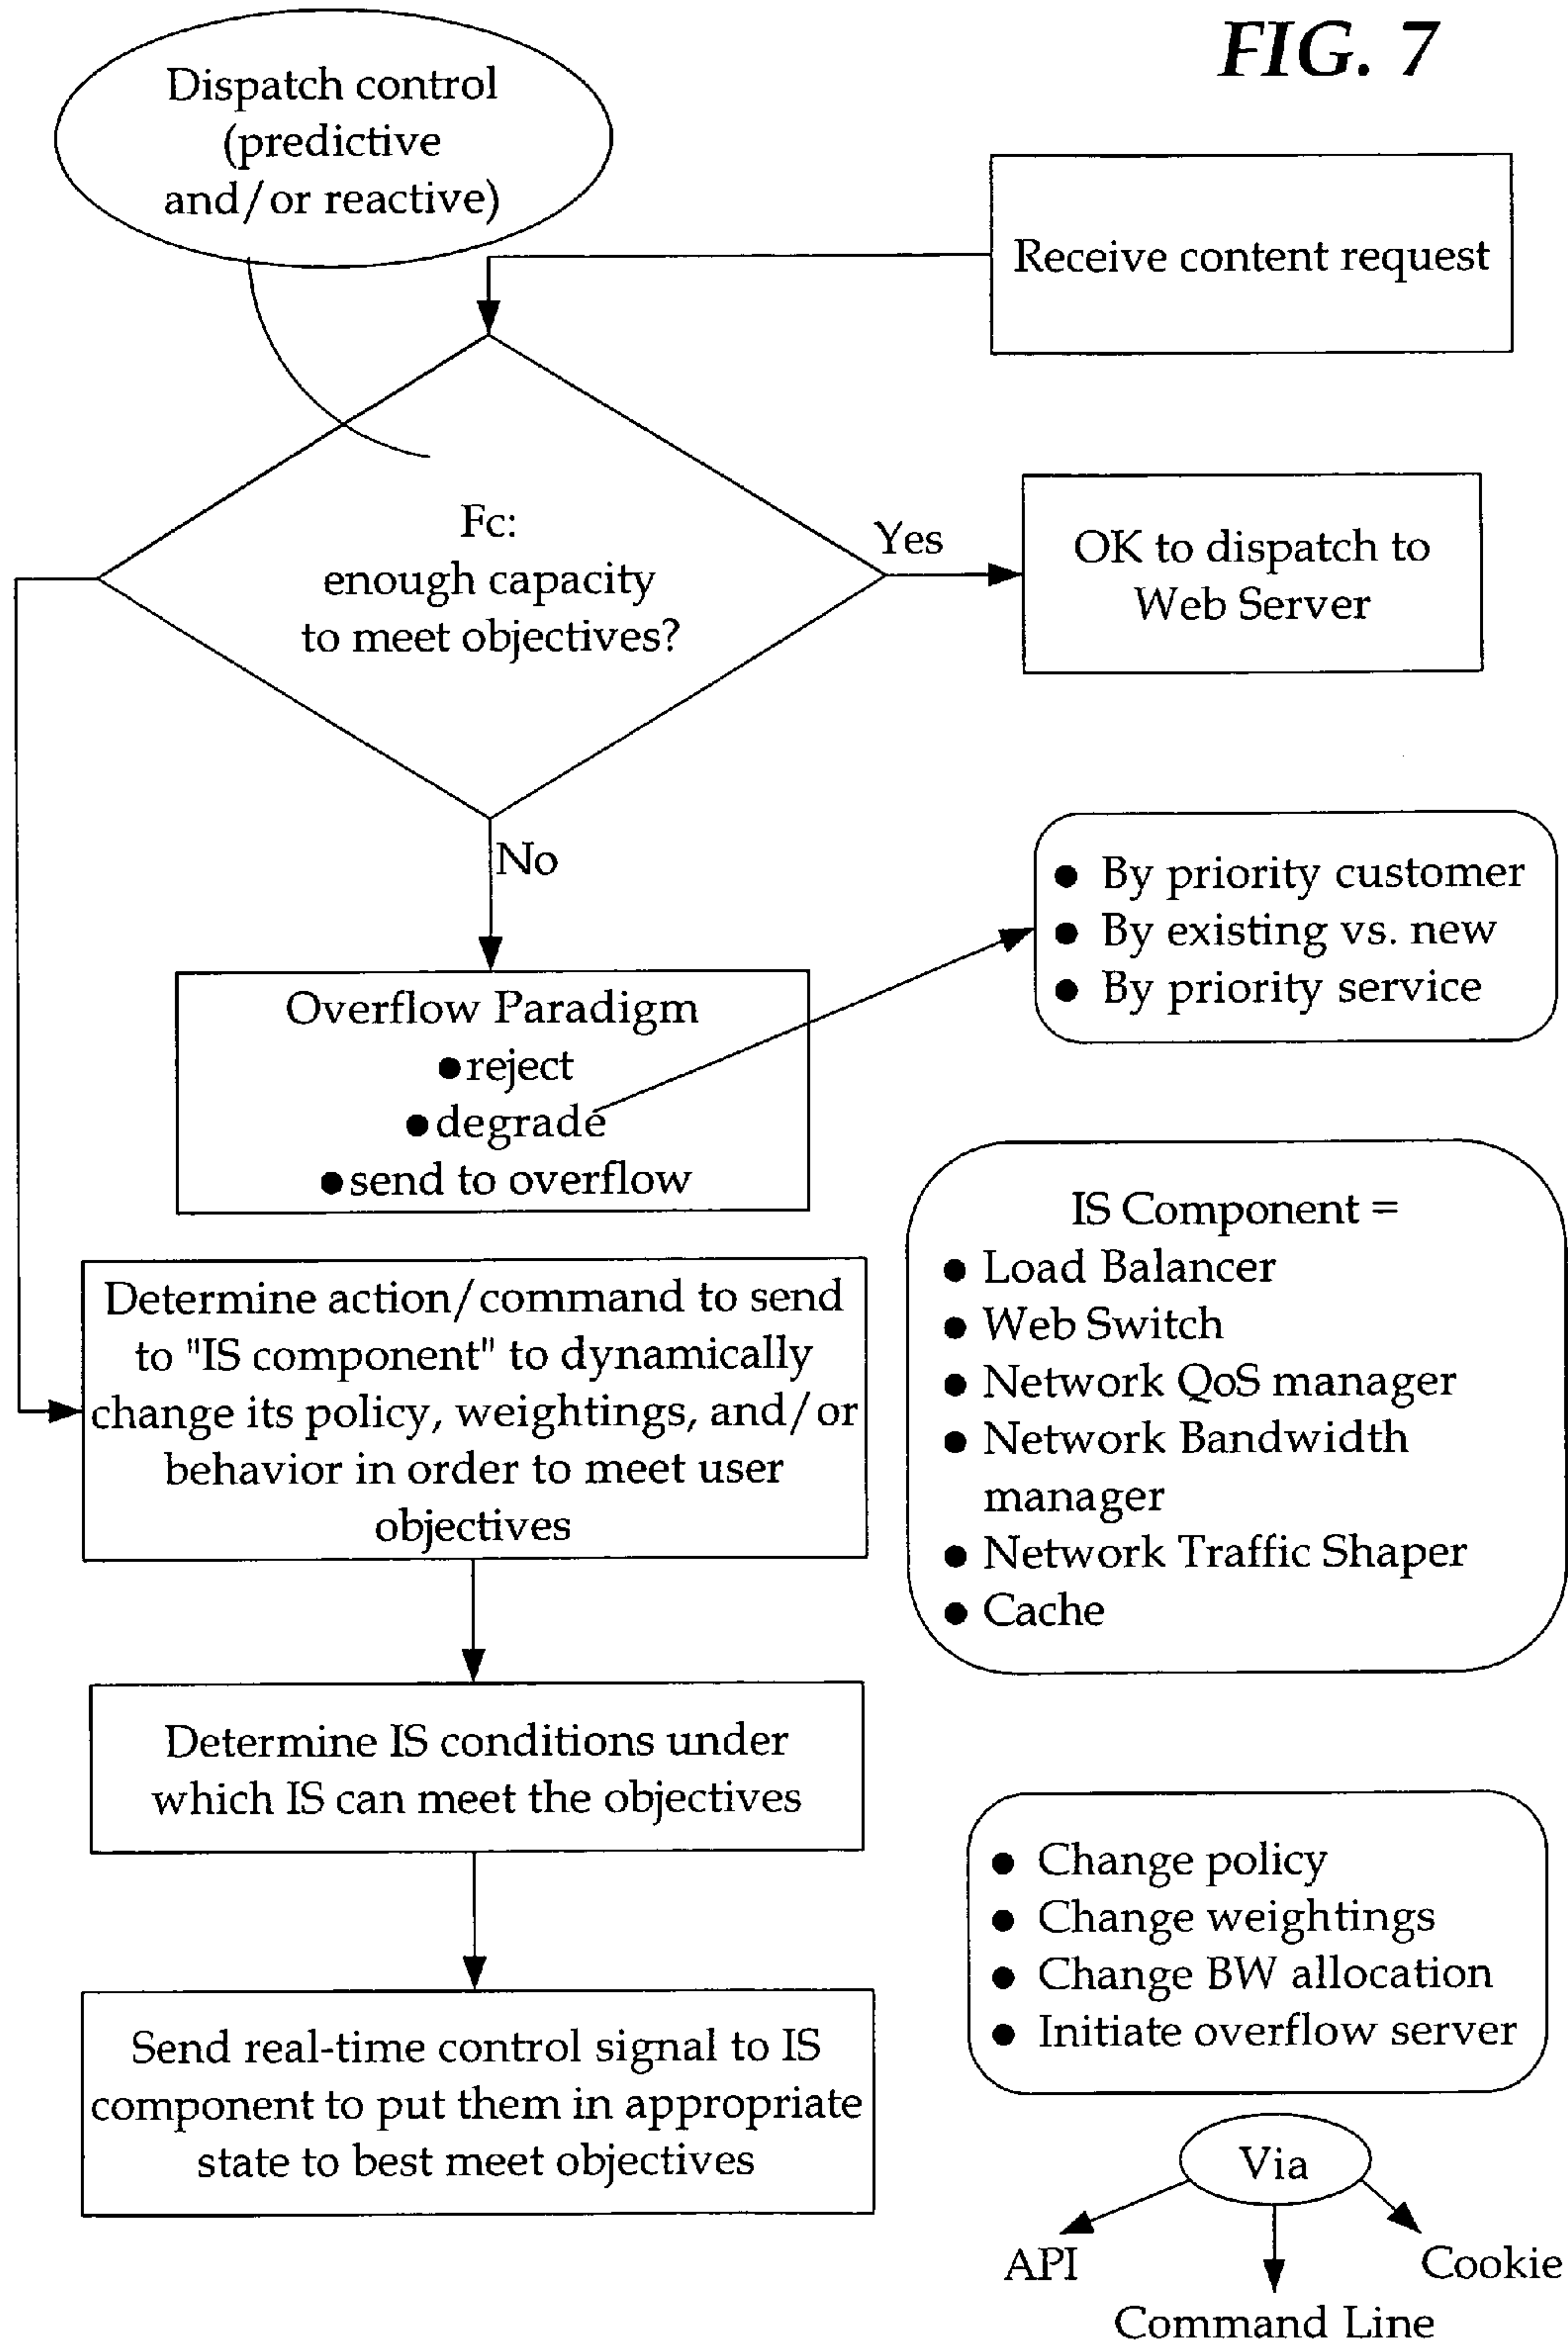 FIG. 7
Dispatch control
(predictive
and/or reactive)
Receive content request
Fc:
enough capacity
to meet objectives?
Yes
OK to dispatch to
Web Server
No
● By priority customer
● By existing vs. new
● By priority service
Overflow Paradigm
●reject
●degrade
●send to overflow
IS Component =
● Load Balancer
● Web Switch
● Network QoS manager
● Network Bandwidth
manager
● Network Traffic Shaper
● Cache
Determine action/command to send
to "IS component" to dynamically
change its policy, weightings, and/or
behavior in order to meet user
objectives
Determine IS conditions under
which IS can meet the objectives
● Change policy
● Change weightings
● Change BW allocation
● Initiate overflow server
Send real-time control signal to IS
component to put them in appropriate
state to best meet objectives
Via
API
Cookie
Command Line